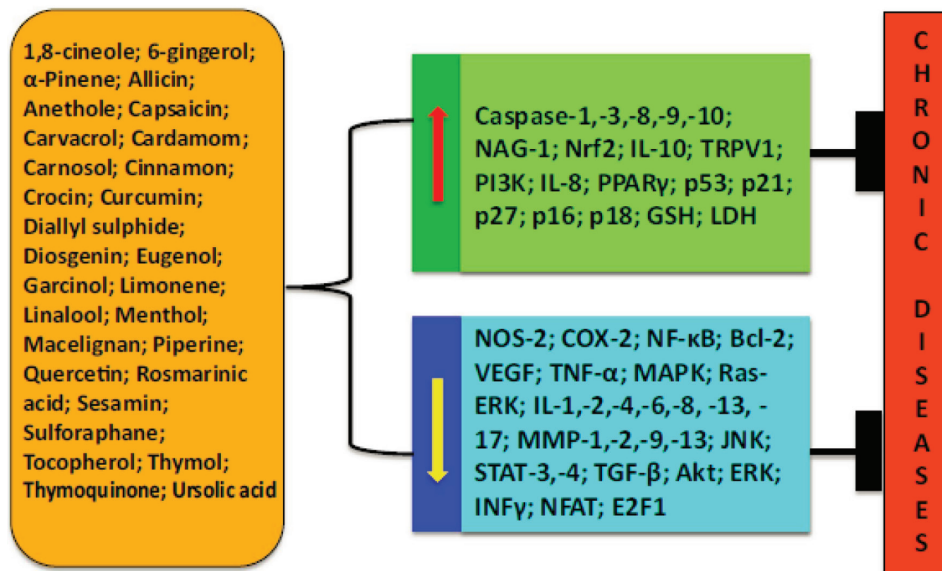 1,8-cineole; 6-gingerol;
α-Pinene; Allicin;
Anethole; Capsaicin;
Carvacrol; Cardamom;
Carnosol; Cinnamon;
Crocin; Curcumin;
Diallyl sulphide;
Diosgenin; Eugenol;
Garcinol; Limonene;
Linalool; Menthol;
Macelignan; Piperine;
Quercetin; Rosmarinic
acid; Sesamin;
Sulforaphane;
Tocopherol; Thymol;
Thymoquinone; Ursolic acid
Caspase-1,-3,-8,-9,-10;
NAG-1; Nrf2; IL-10; TRPV1;
PI3K; IL-8; PPARγ; p53; p21;
p27; p16; p18; GSH; LDH
NOS-2; COX-2; NF-κB; Bcl-2;
VEGF; TNF-α; MAPK; Ras-
ERK; IL-1,-2,-4,-6,-8, -13, -
17; MMP-1,-2,-9,-13; JNK;
STAT-3,-4; TGF-β; Akt; ERK;
INFγ; NFAT; E2F1
CHRONIC DISEASES